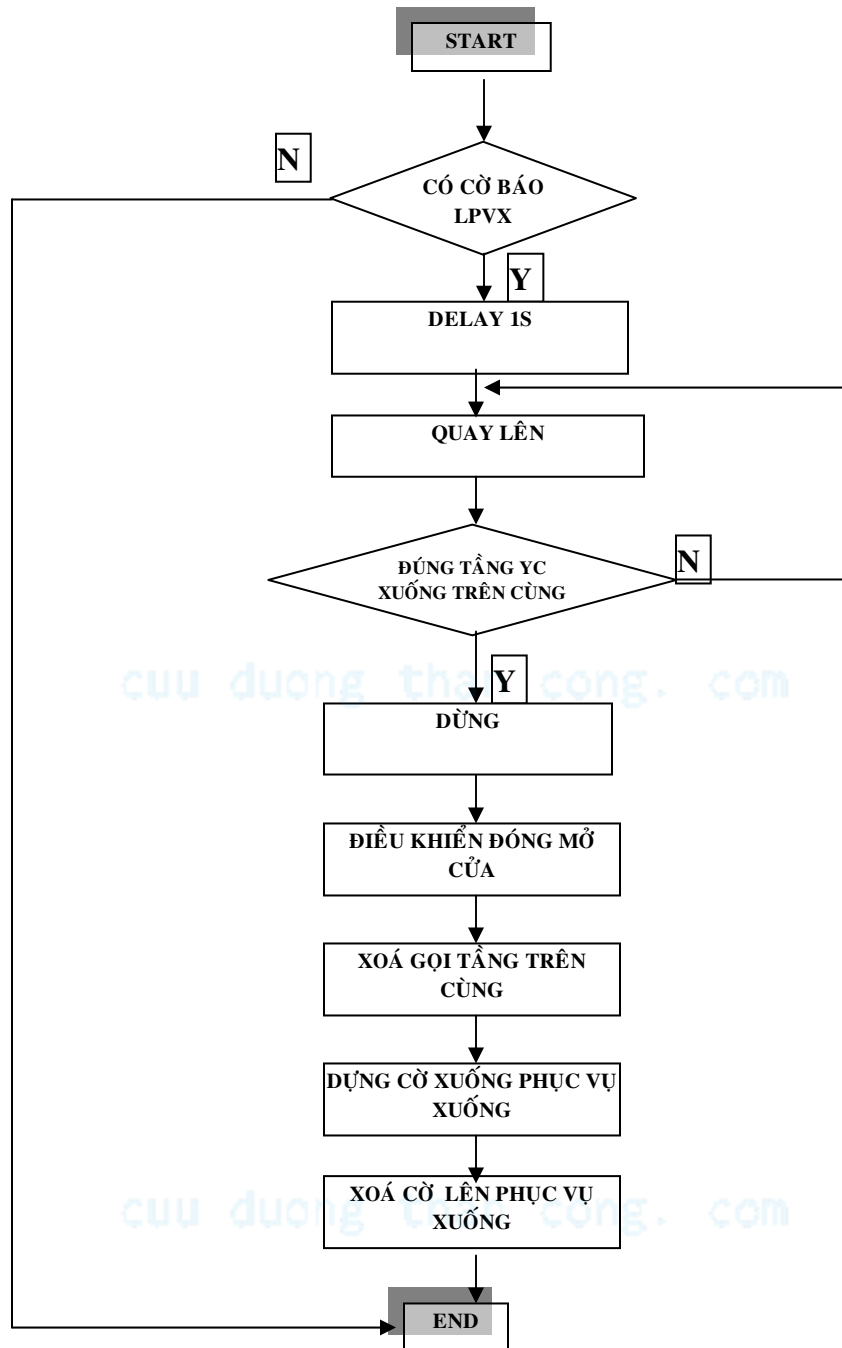 START
N
CÓ CỜ BÁO
LPVX
Y
DELAY 1S
QUAY LÊN
ĐÚNG TẦNG YC
XUỐNG TRÊN CÙNG
N
cuu duong than cong. com
Y
DỪNG
ĐIỀU KHIỂN ĐÓNG MỞ
CỬA
XOÁ GỌI TẦNG TRÊN
CÙNG
DỰNG CỜ XUỐNG PHỤC VỤ
XUỐNG
XOÁ CỜ LÊN PHỤC VỤ
XUỐNG
cuu duong than cong. com
END